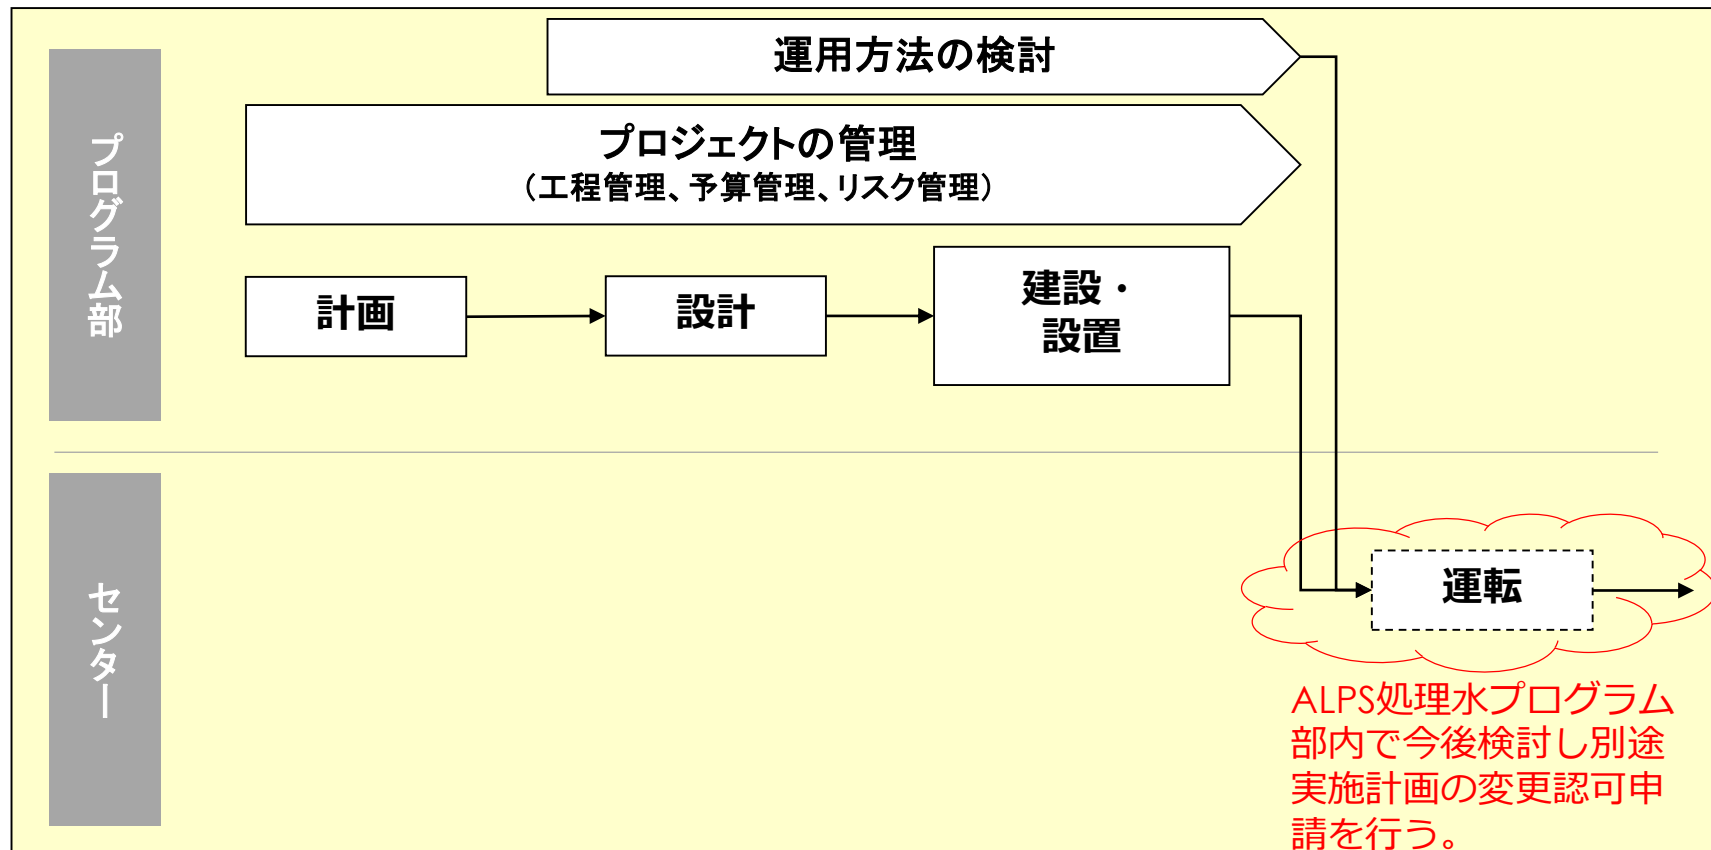 運用方法の検討
プロジェクトの管理
（工程管理、予算管理、リスク管理）
プログラム部
計画
設計
建設・
設置
センター
運転
ALPS処理水プログラム
部内で今後検討し別途
実施計画の変更認可申
請を行う。